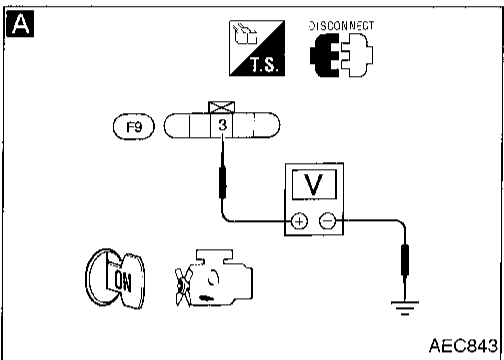 A
DISCONNECT
T.S.
F9
3
V
+ −
ON
AEC843